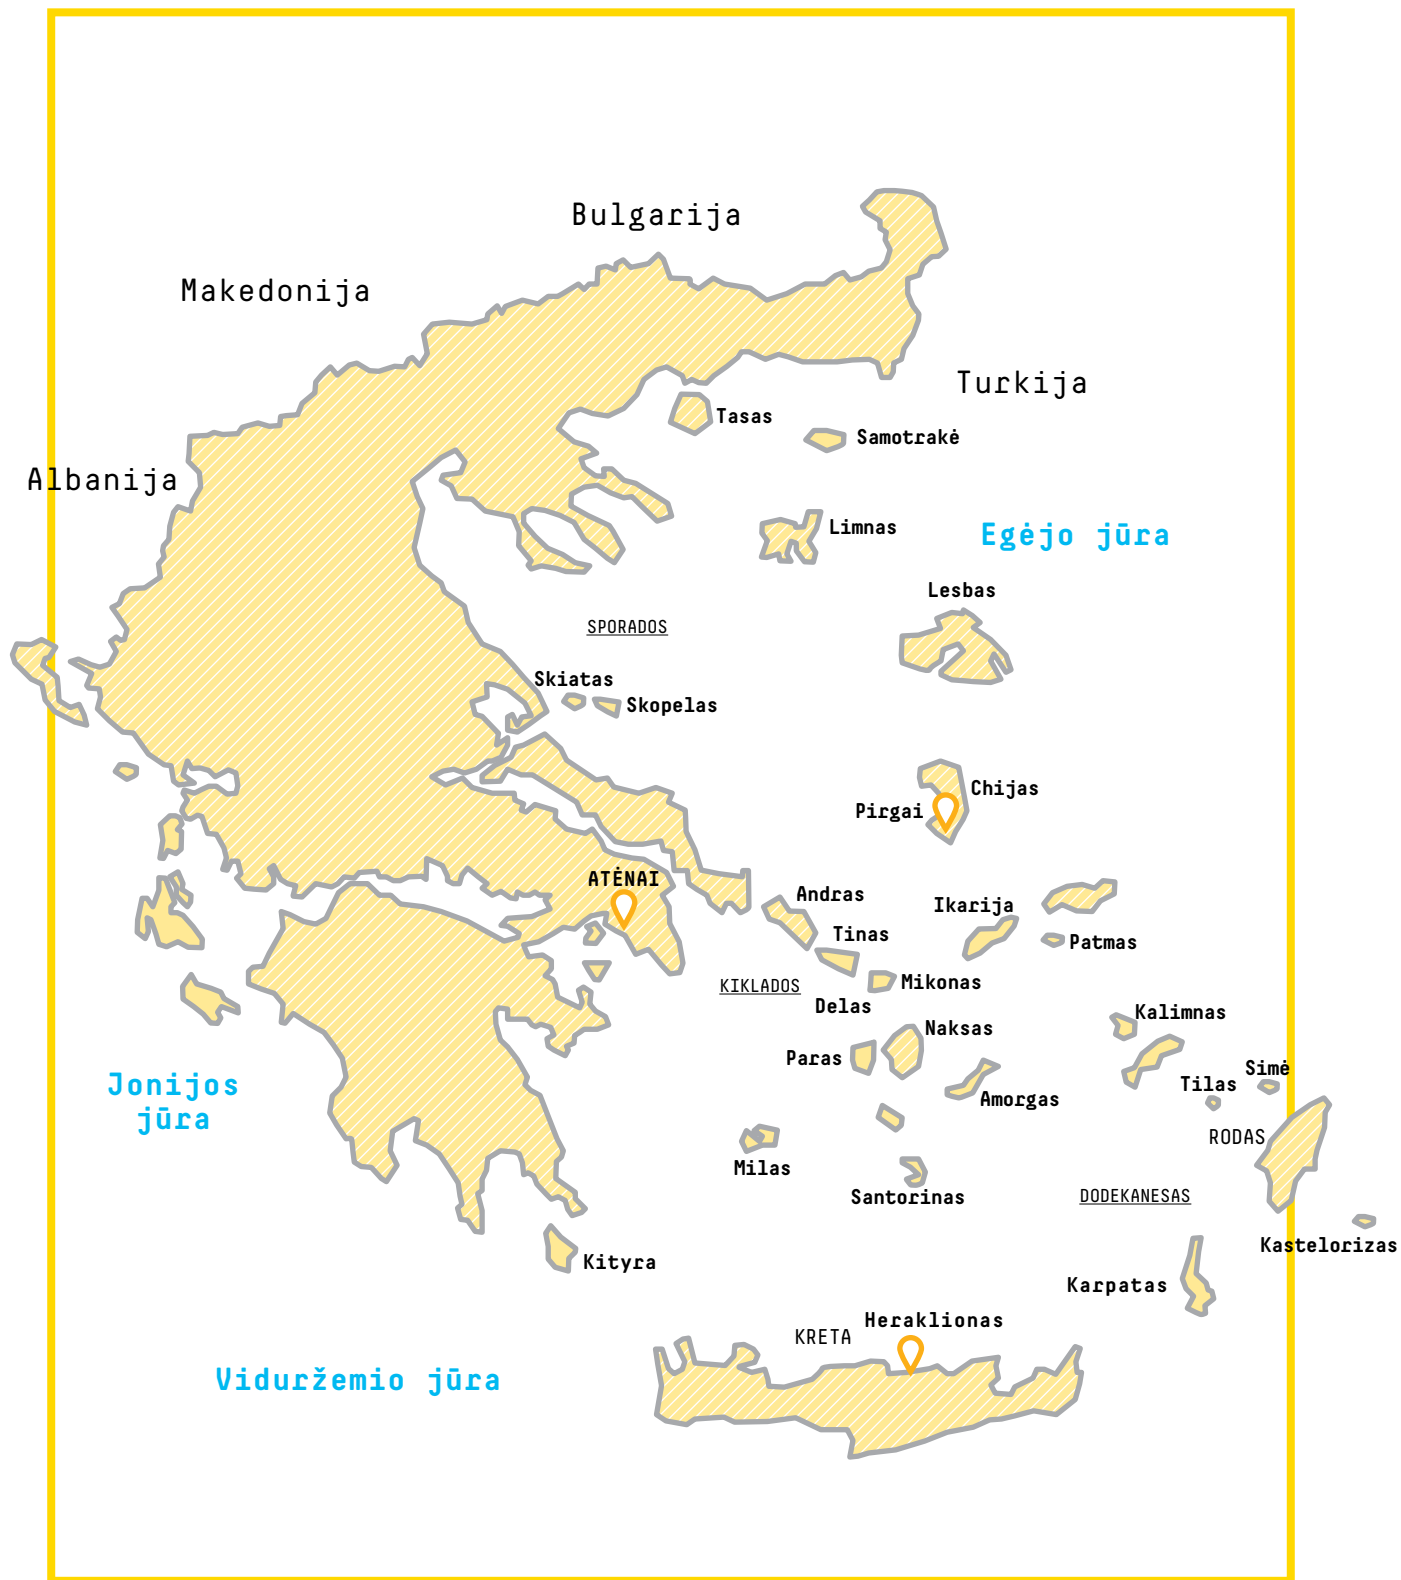 Bulgarija
Makedonija
Turkija
Tasas
Samotrakė
Albanija
Limnas
Egėjo jūra
Lesbas
SPORADOS
Skiatas
Skopelas
Chijas
Pirgai
ATĖNAI
Andras
Ikarija
Tinas
Patmas
Mikonas
KIKLADOS
Delas
Kalimnas
Naksas
Paras
Simė
Tilas
Jonijos
jūra
Amorgas
RODAS
Milas
Santorinas
DODEKANESAS
Kastelorizas
Kityra
Karpatas
Heraklionas
KRETA
Viduržemio jūra